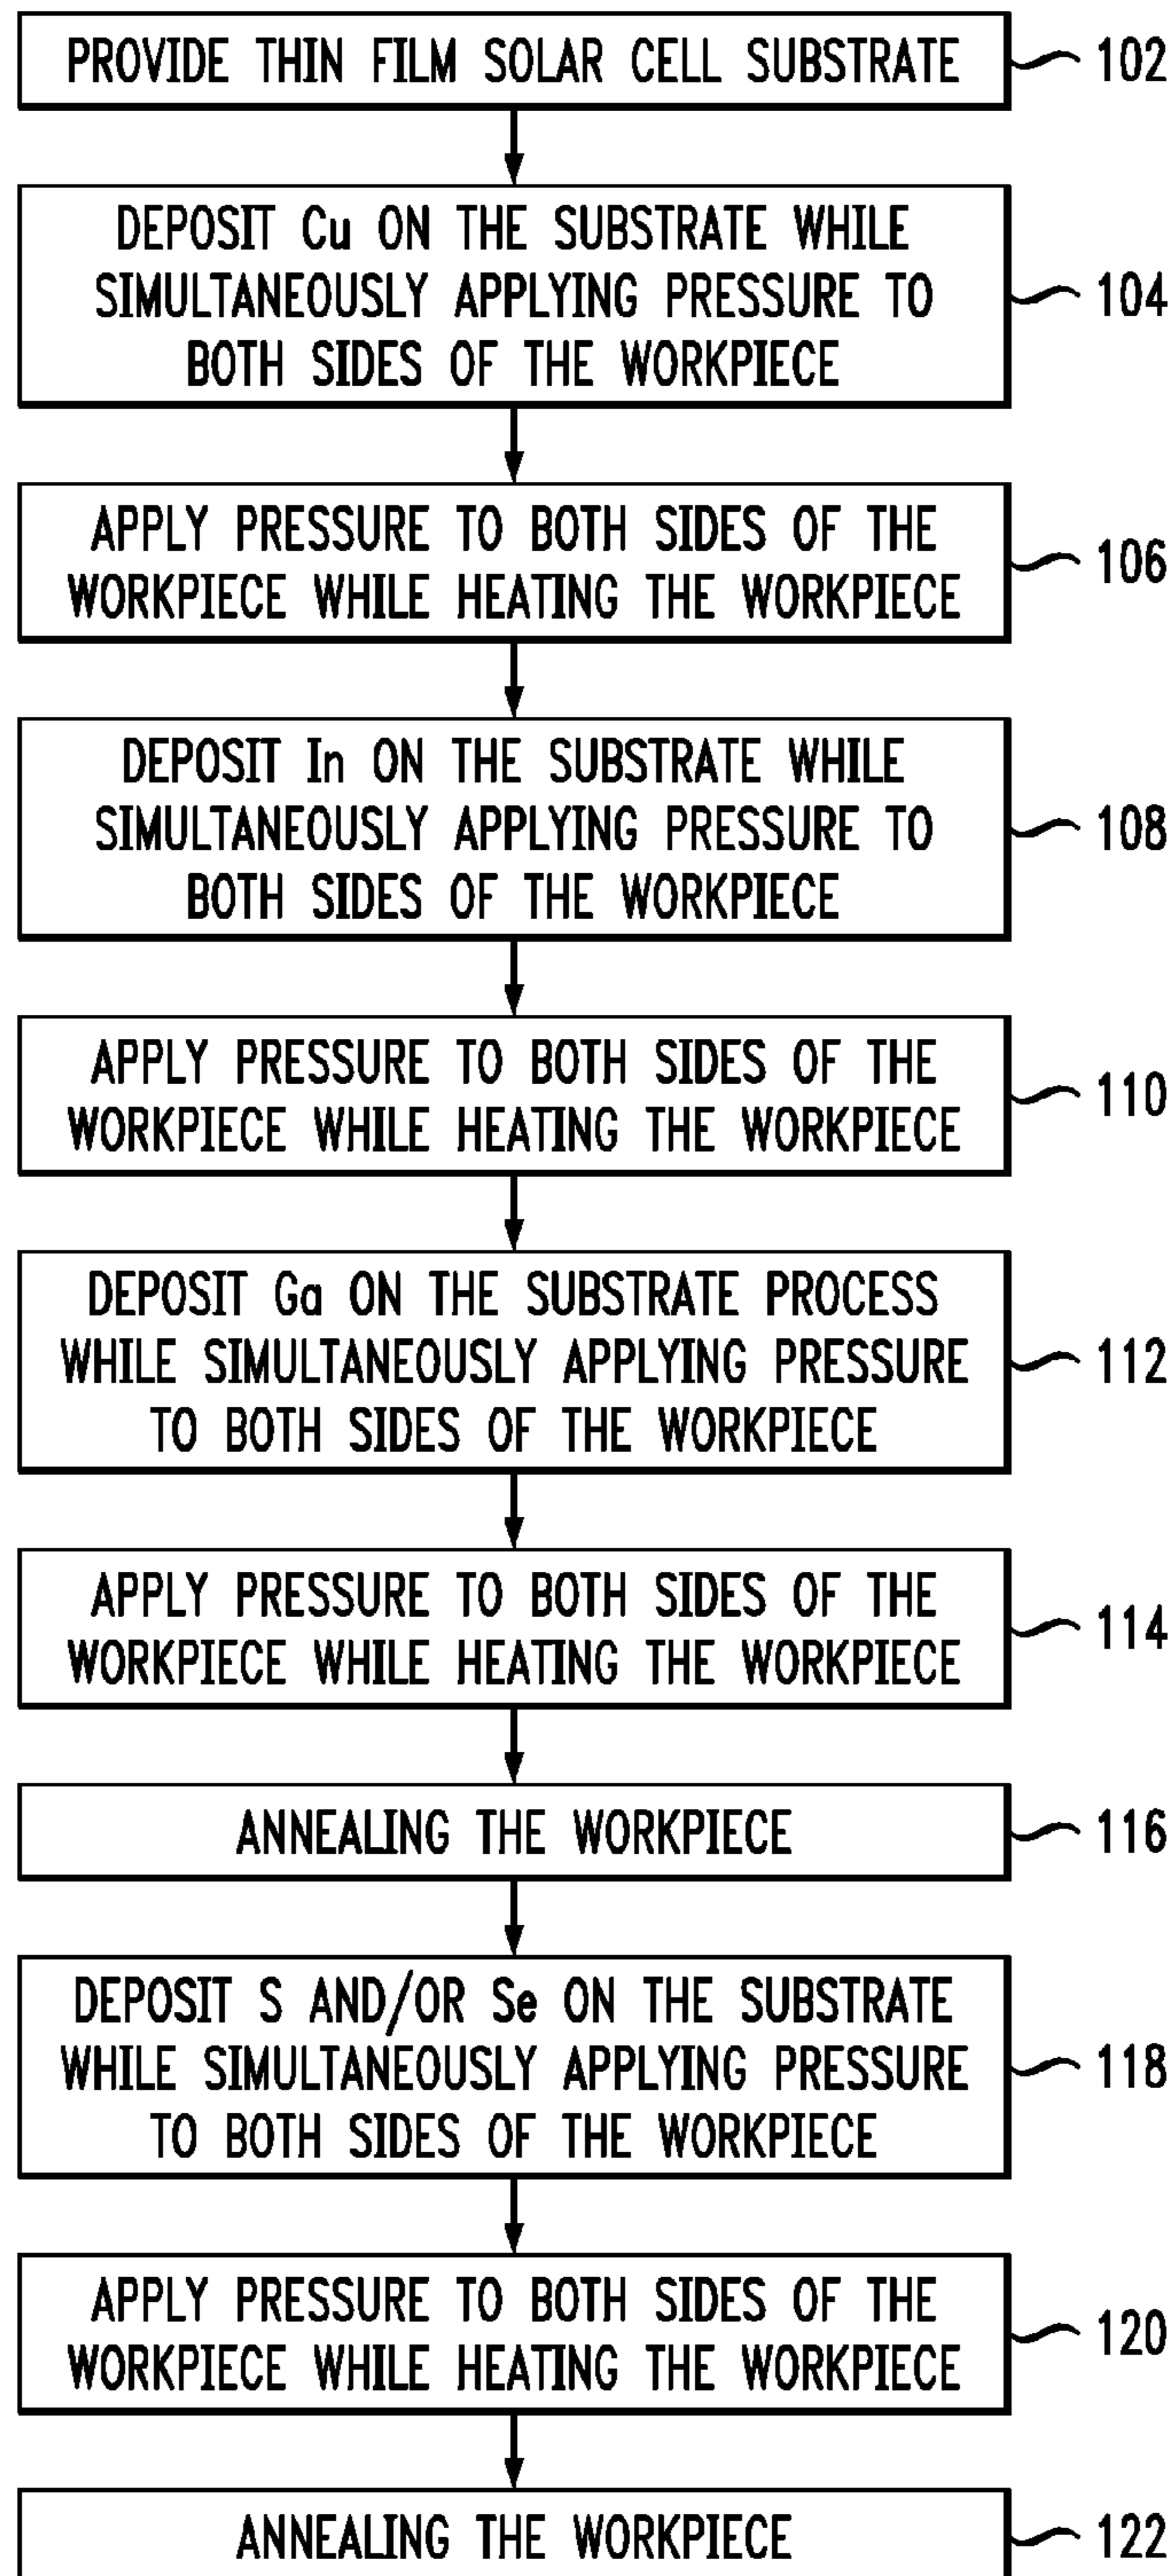 PROVIDE THIN FILM SOLAR CELL SUBSTRATE
102
DEPOSIT Cu ON THE SUBSTRATE WHILE
SIMULTANEOUSLY APPLYING PRESSURE TO
BOTH SIDES OF THE WORKPIECE
104
APPLY PRESSURE TO BOTH SIDES OF THE
WORKPIECE WHILE HEATING THE WORKPIECE
106
DEPOSIT In ON THE SUBSTRATE WHILE
SIMULTANEOUSLY APPLYING PRESSURE TO
BOTH SIDES OF THE WORKPIECE
108
APPLY PRESSURE TO BOTH SIDES OF THE
WORKPIECE WHILE HEATING THE WORKPIECE
110
DEPOSIT Ga ON THE SUBSTRATE PROCESS
WHILE SIMULTANEOUSLY APPLYING PRESSURE
TO BOTH SIDES OF THE WORKPIECE
112
APPLY PRESSURE TO BOTH SIDES OF THE
WORKPIECE WHILE HEATING THE WORKPIECE
114
ANNEALING THE WORKPIECE
116
DEPOSIT S AND/OR Se ON THE SUBSTRATE
WHILE SIMULTANEOUSLY APPLYING PRESSURE
TO BOTH SIDES OF THE WORKPIECE
118
APPLY PRESSURE TO BOTH SIDES OF THE
WORKPIECE WHILE HEATING THE WORKPIECE
120
ANNEALING THE WORKPIECE
122